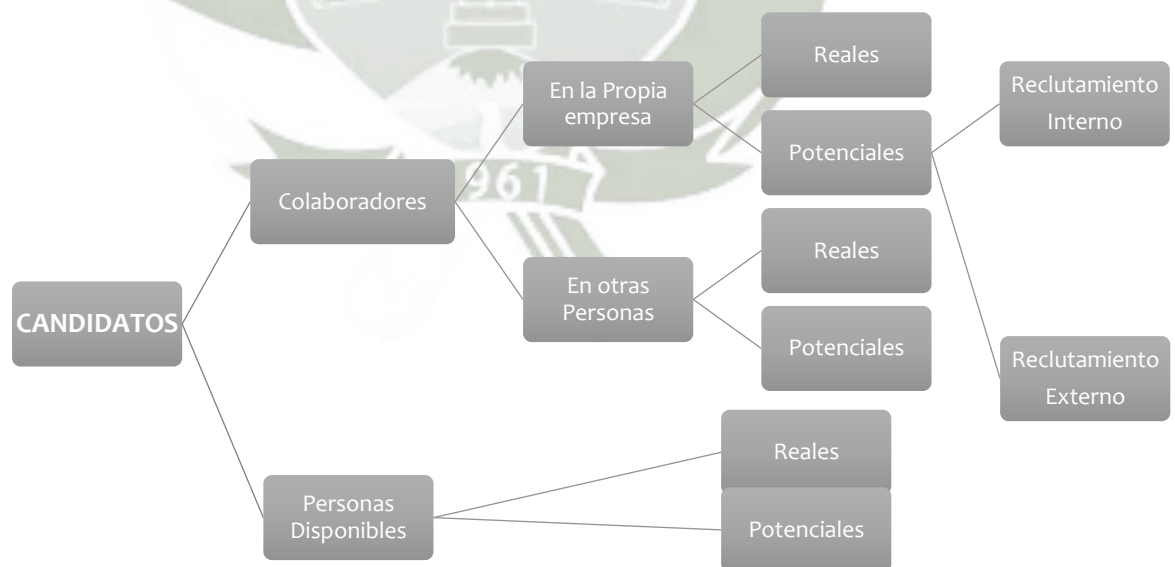 CANDIDATOS
Colaboradores
En la Propia
empresa
Reales
Potenciales
Reclutamiento
Interno
Reclutamiento
Externo
En otras
Personas
Reales
Potenciales
Personas
Disponibles
Reales
Potenciales
961